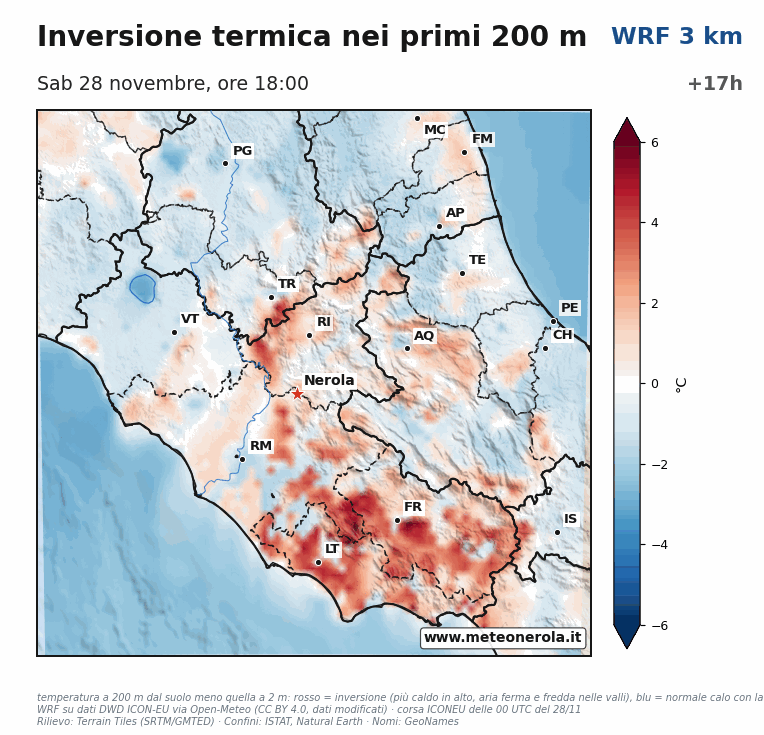 Inversione termica nei primi 200 m WRF 3 km
Sab 28 novembre, ore 18:00 +17h
MC
FM
PG
AP
TE
TR
PE
VT
RI
AQ
CH
Nerola
RM
FR
IS
LT
www.meteonerola.it
6
4
2
0
−2
−4
−6
°C
temperatura a 200 m dal suolo meno quella a 2 m: rosso = inversione (più caldo in alto, aria ferma e fredda nelle valli), blu = normale calo con la
WRF su dati DWD ICON-EU via Open-Meteo (CC BY 4.0, dati modificati) · corsa ICONEU delle 00 UTC del 28/11
Rilievo: Terrain Tiles (SRTM/GMTED) · Confini: ISTAT, Natural Earth · Nomi: GeoNames